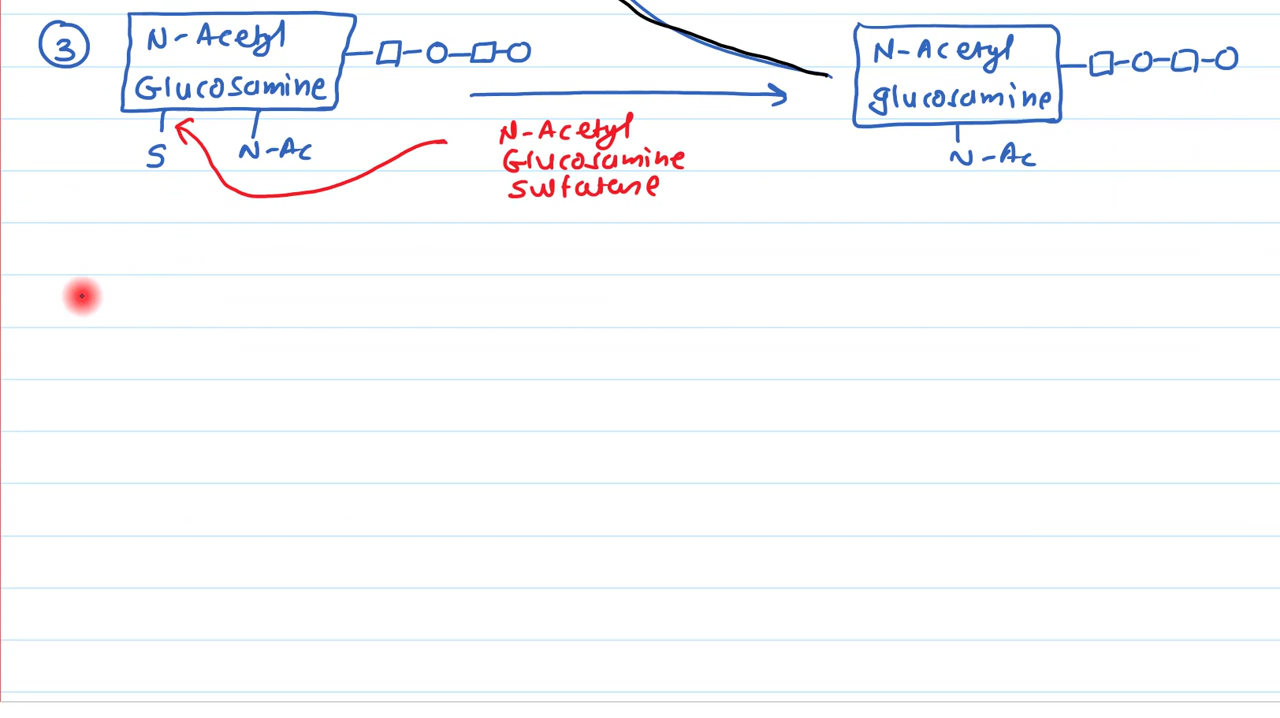 3
N-Acetyl
Glucosamine
S
N-Ac
N-Acetyl
Glucosamine
Sulfatase
N-Acetyl
glucosamine
N-Ac